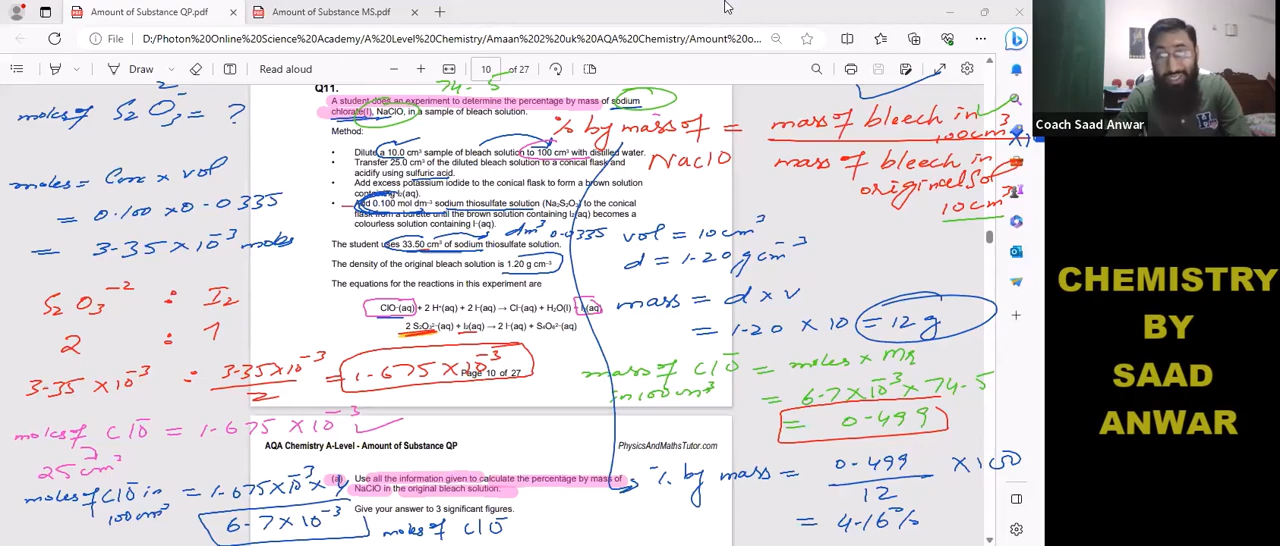 Amount of Substance QP.pdf
Amount of Substance MS.pdf
File
D:/Photon%20Online%20Science%20Academy/A%20Level%20Chemistry/Amaan%202%20uk%20AQA%20Chemistry/Amount%20o...
Draw
Read aloud
10 of 27
Q11.
74.5
A student does an experiment to determine the percentage by mass of sodium
chlorate(I), NaClO, in a sample of bleach solution.
Method:
• Dilute a 10.0 cm³ sample of bleach solution to 100 cm³ with distilled water.
• Transfer 25.0 cm³ of the diluted bleach solution to a conical flask and
acidify using sulfuric acid.
• Add excess potassium iodide to the conical flask to form a brown solution
containing I₂(aq).
• Add 0.100 mol dm⁻³ sodium thiosulfate solution (Na₂S₂O₃) to the conical
flask from a burette until the brown solution containing I₂(aq) becomes a
colourless solution containing I⁻(aq).
The student uses 33.50 cm³ of sodium thiosulfate solution.
dm³ 0.0335
The density of the original bleach solution is 1.20 g cm⁻³
The equations for the reactions in this experiment are
ClO⁻(aq) + 2 H⁺(aq) + 2 I⁻(aq) → Cl⁻(aq) + H₂O(l) + I₂(aq)
2 S₂O₃²⁻(aq) + I₂(aq) → 2 I⁻(aq) + S₄O₆²⁻(aq)
Page 10 of 27
AQA Chemistry A-Level - Amount of Substance QP
PhysicsAndMathsTutor.com
(a) Use all the information given to calculate the percentage by mass of
NaClO in the original bleach solution.
Give your answer to 3 significant figures.
moles of S₂O₃⁻² = ?
moles = Conc × vol
= 0.100 × 0.0335
= 3.35 × 10⁻³ moles
S₂O₃⁻² : I₂
2 : 1
3.35 × 10⁻³ : 3.35 × 10⁻³ / 2 = 1.675 × 10⁻³
moles of ClO⁻ = 1.675 × 10⁻³
25 cm³
moles of ClO⁻ in 100cm³ = 1.675 × 10⁻³ × 4
6.7 × 10⁻³ moles of ClO⁻
% by mass of NaClO = mass of bleech in 100cm³ / mass of bleech in original sol of 10cm³
vol = 10 cm³
d = 1.20 g cm⁻³
mass = d × v
= 1.20 × 10 = 12 g
mass of ClO⁻ in 100cm³ = moles × Mr
= 6.7 × 10⁻³ × 74.5
= 0.499
% by mass = 0.499 / 12 × 100
= 4.16 %
Coach Saad Anwar
CHEMISTRY
BY
SAAD
ANWAR